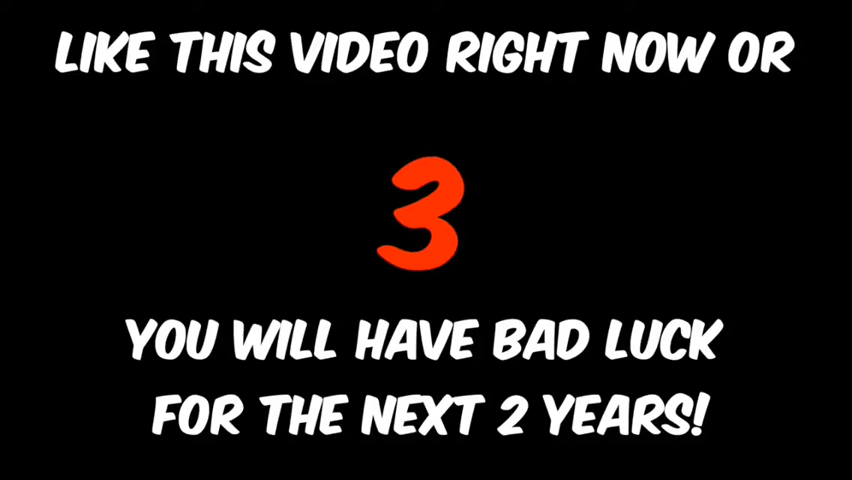 LIKE THIS VIDEO RIGHT NOW OR
3
YOU WILL HAVE BAD LUCK
FOR THE NEXT 2 YEARS!